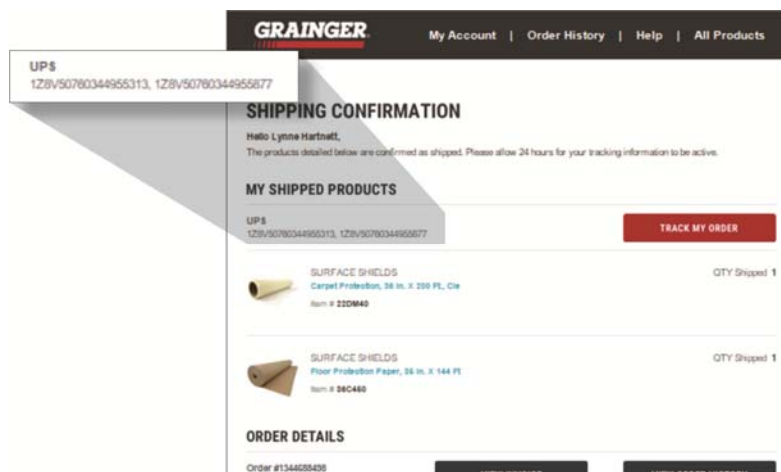 GRAINGER
My Account | Order History | Help | All Products
UPS
1Z8V50760344955313, 1Z8V50760344955877
SHIPPING CONFIRMATION
Hello Lynne Hartnett,
The products detailed below are confirmed as shipped. Please allow 24 hours for your tracking information to be active.
MY SHIPPED PRODUCTS
UPS
1Z8V50760344955313, 1Z8V50760344955877
TRACK MY ORDER
SURFACE SHIELDS
QTY Shipped 1
Carpet Protection, 36 in. X 200 Ft., Cle
Item # 22DM40
SURFACE SHIELDS
QTY Shipped 1
Floor Protection Paper, 36 in. X 144 Ft
Item # 36C460
ORDER DETAILS
Order #